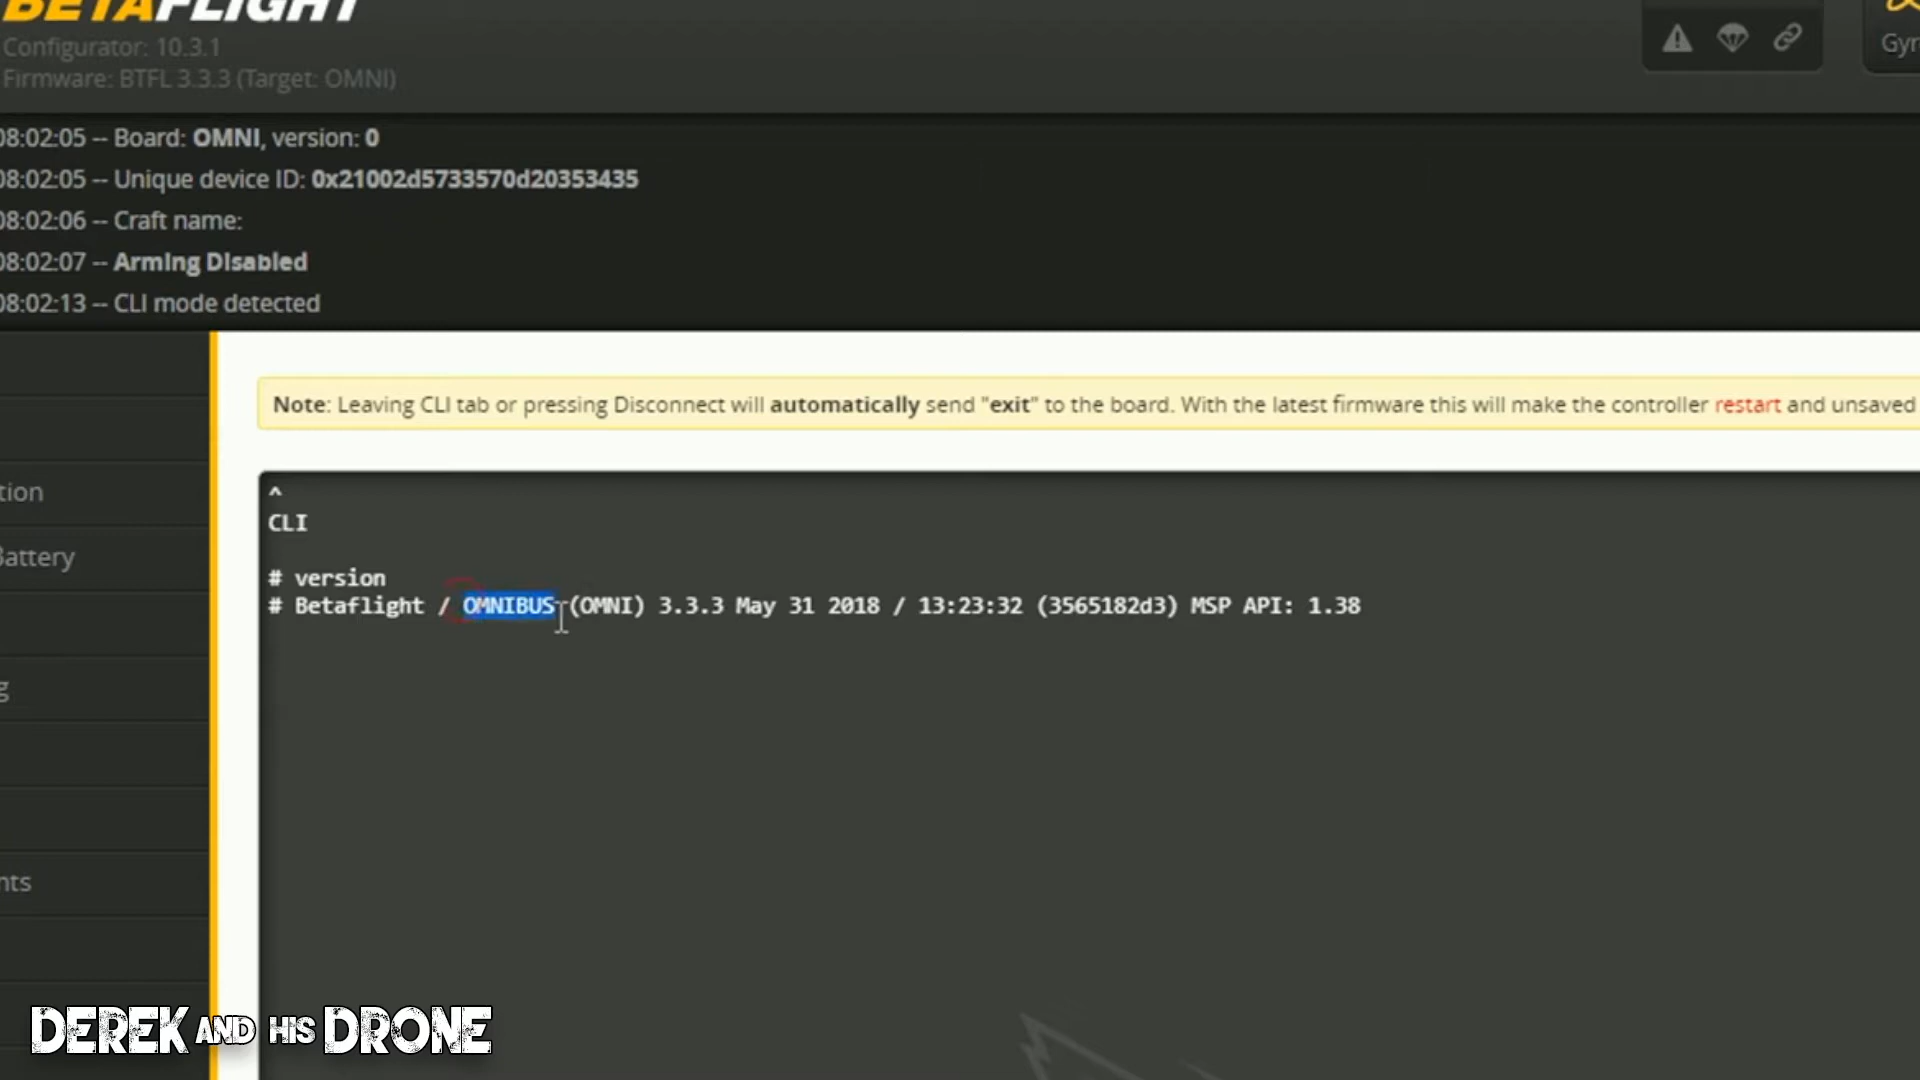 BETAFLIGHT
Configurator: 10.3.1
Firmware: BTFL 3.3.3 (Target: OMNI)
Gyr
08:02:05 -- Board: OMNI, version: 0
08:02:05 -- Unique device ID: 0x21002d5733570d20353435
08:02:06 -- Craft name:
08:02:07 -- Arming Disabled
08:02:13 -- CLI mode detected
Note: Leaving CLI tab or pressing Disconnect will automatically send "exit" to the board. With the latest firmware this will make the controller restart and unsaved
^
CLI
# version
# Betaflight / OMNIBUS (OMNI) 3.3.3 May 31 2018 / 13:23:32 (3565182d3) MSP API: 1.38
tion
Battery
g
nts
DEREK AND HIS DRONE